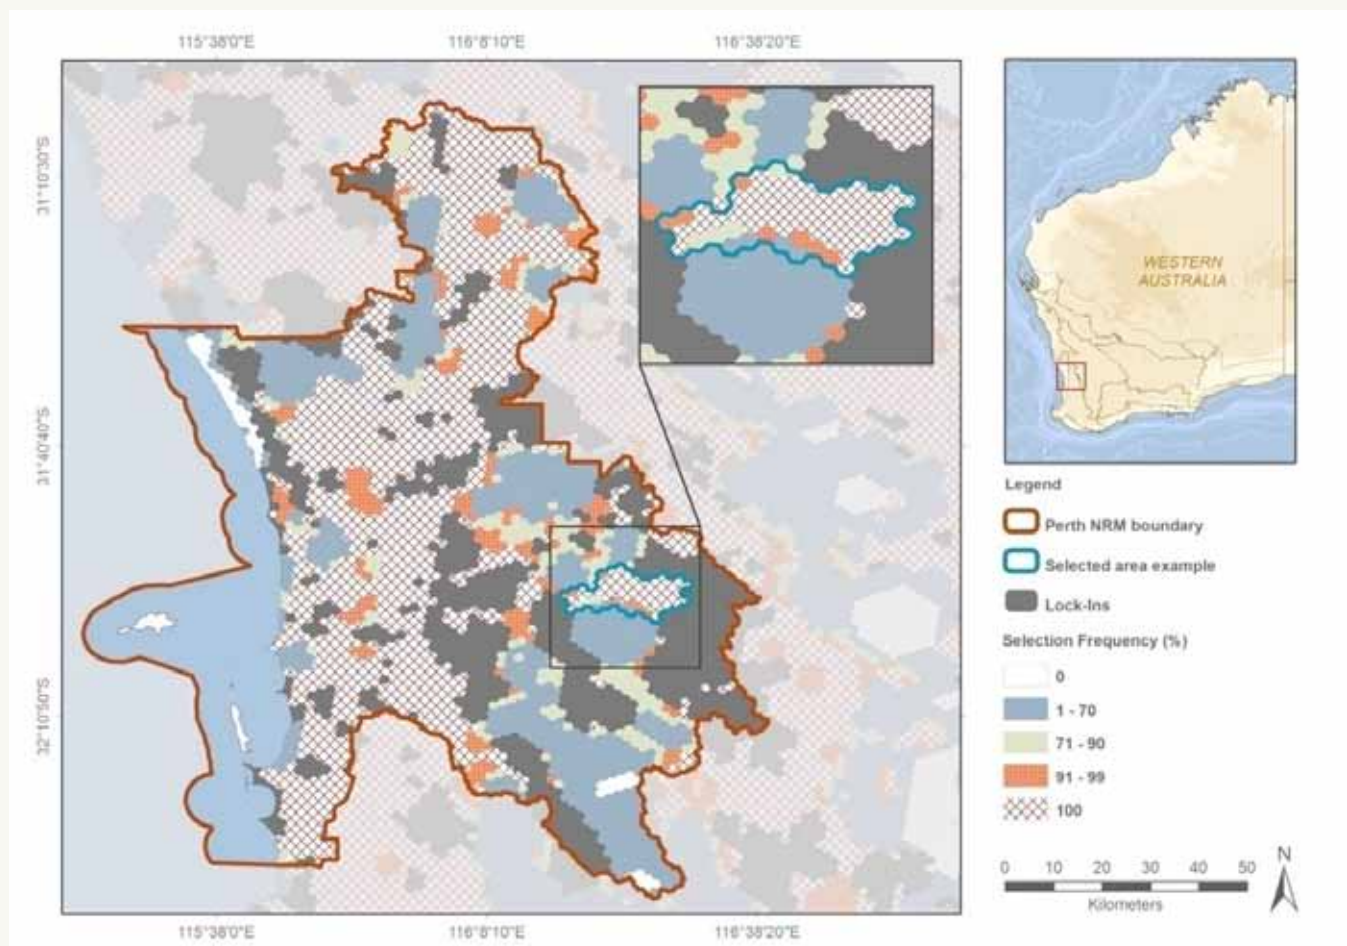 115°38'0"E
116°8'10"E
116°38'20"E
31°10'30"S
31°40'40"S
32°10'50"S
115°38'0"E
116°8'10"E
116°38'20"E
WESTERN
AUSTRALIA
Legend
Perth NRM boundary
Selected area example
Lock-Ins
Selection Frequency (%)
0
1 - 70
71 - 90
91 - 99
100
0 10 20 30 40 50
Kilometers
N